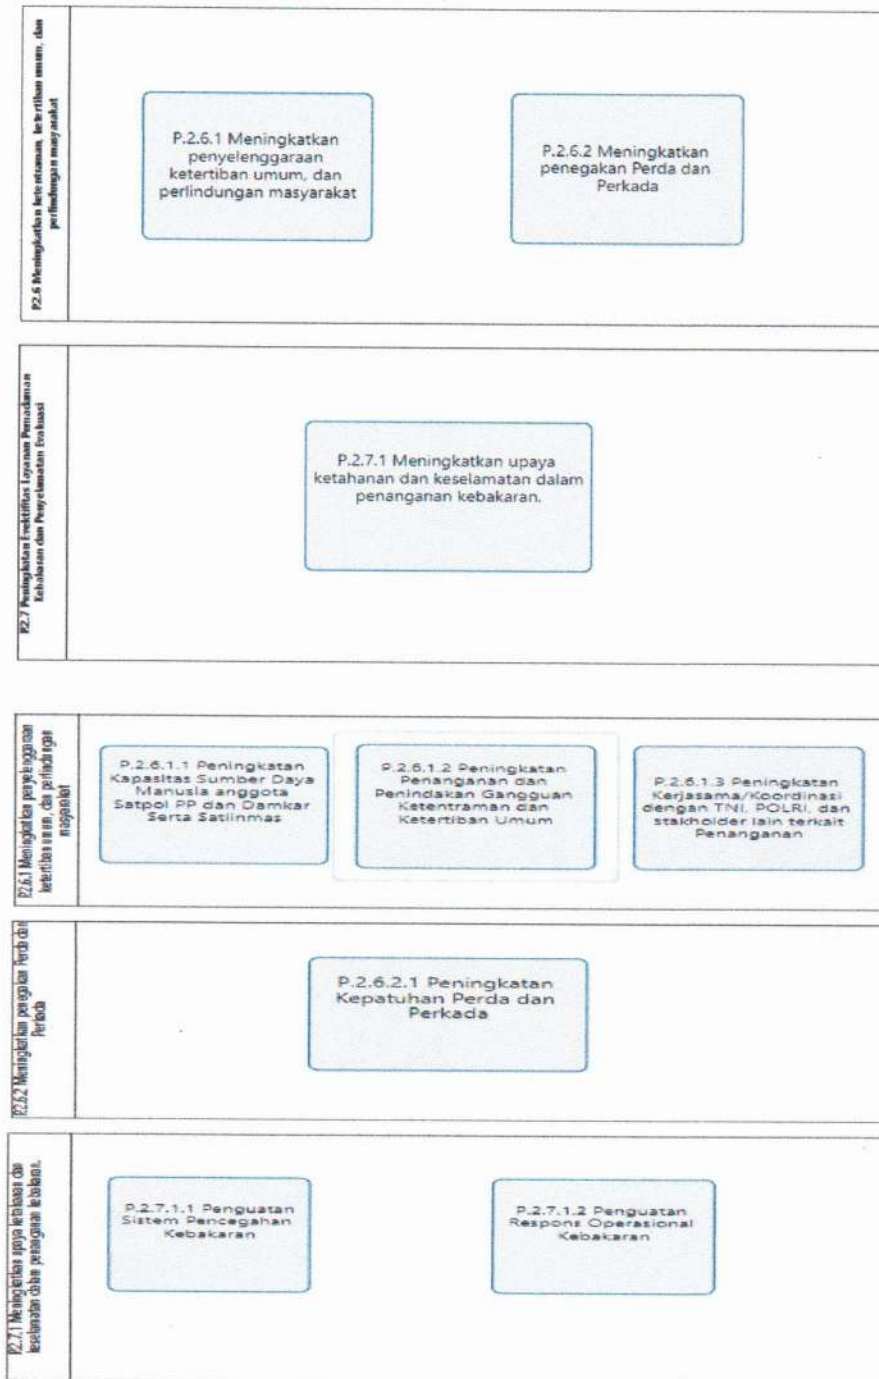 P.2.6 Meningkatkan ketentraman, ketertiban umum, dan
perlindungan masyarakat
P.2.6.1 Meningkatkan
penyelenggaraan
ketertiban umum, dan
perlindungan masyarakat
P.2.6.2 Meningkatkan
penegakan Perda dan
Perkada
P.2.7 Peningkatan Evektifitas Layanan Pemadaman
Kebakaran dan Penyelamatan Evakuasi
P.2.7.1 Meningkatkan upaya
ketahanan dan keselamatan dalam
penanganan kebakaran.
P.2.6.1 Meningkatkan penyelenggaraan
ketertiban umum, dan perlindungan
masyarakat
P.2.6.1.1 Peningkatan
Kapasitas Sumber Daya
Manusia anggota
Satpol PP dan Damkar
Serta Satlinmas
P.2.6.1.2 Peningkatan
Penanganan dan
Penindakan Gangguan
Ketentraman dan
Ketertiban Umum
P.2.6.1.3 Peningkatan
Kerjasama/Koordinasi
dengan TNI, POLRI, dan
stakholder lain terkait
Penanganan
P.2.6.2 Meningkatkan penegakan Perda dan
Perkada
P.2.6.2.1 Peningkatan
Kepatuhan Perda dan
Perkada
P.2.7.1 Meningkatkan upaya ketahanan dan
keselamatan dalam penanganan kebakaran.
P.2.7.1.1 Penguatan
Sistem Pencegahan
Kebakaran
P.2.7.1.2 Penguatan
Respons Operasional
Kebakaran